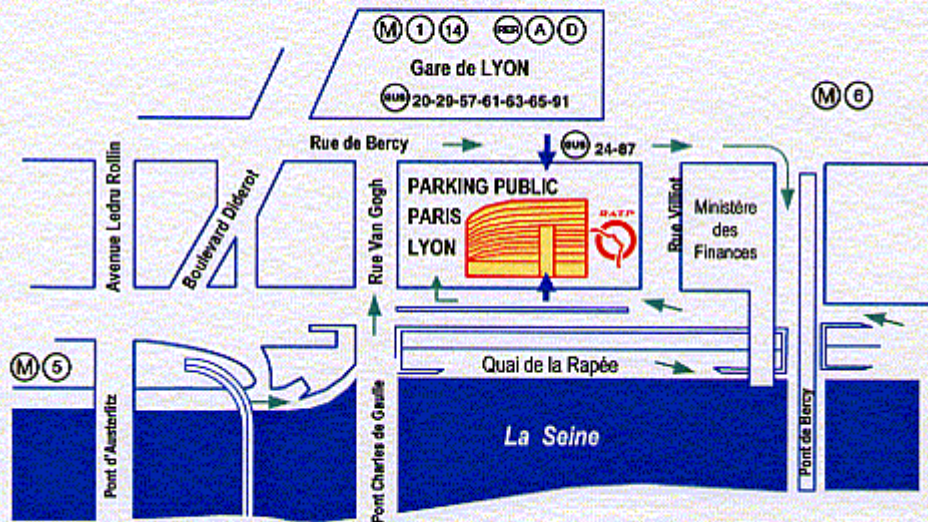 M 1 14 RER A D
Gare de LYON
BUS 20-29-57-61-63-65-91
M 6
Rue de Bercy
BUS 24-87
Avenue Ledru Rollin
Boulevard Diderot
Rue Van Gogh
PARKING PUBLIC
PARIS
LYON
RATP
Rue Villiot
Ministère
des
Finances
M 5
Quai de la Rapée
Pont d'Austerlitz
Pont Charles de Gaulle
La Seine
Pont de Bercy